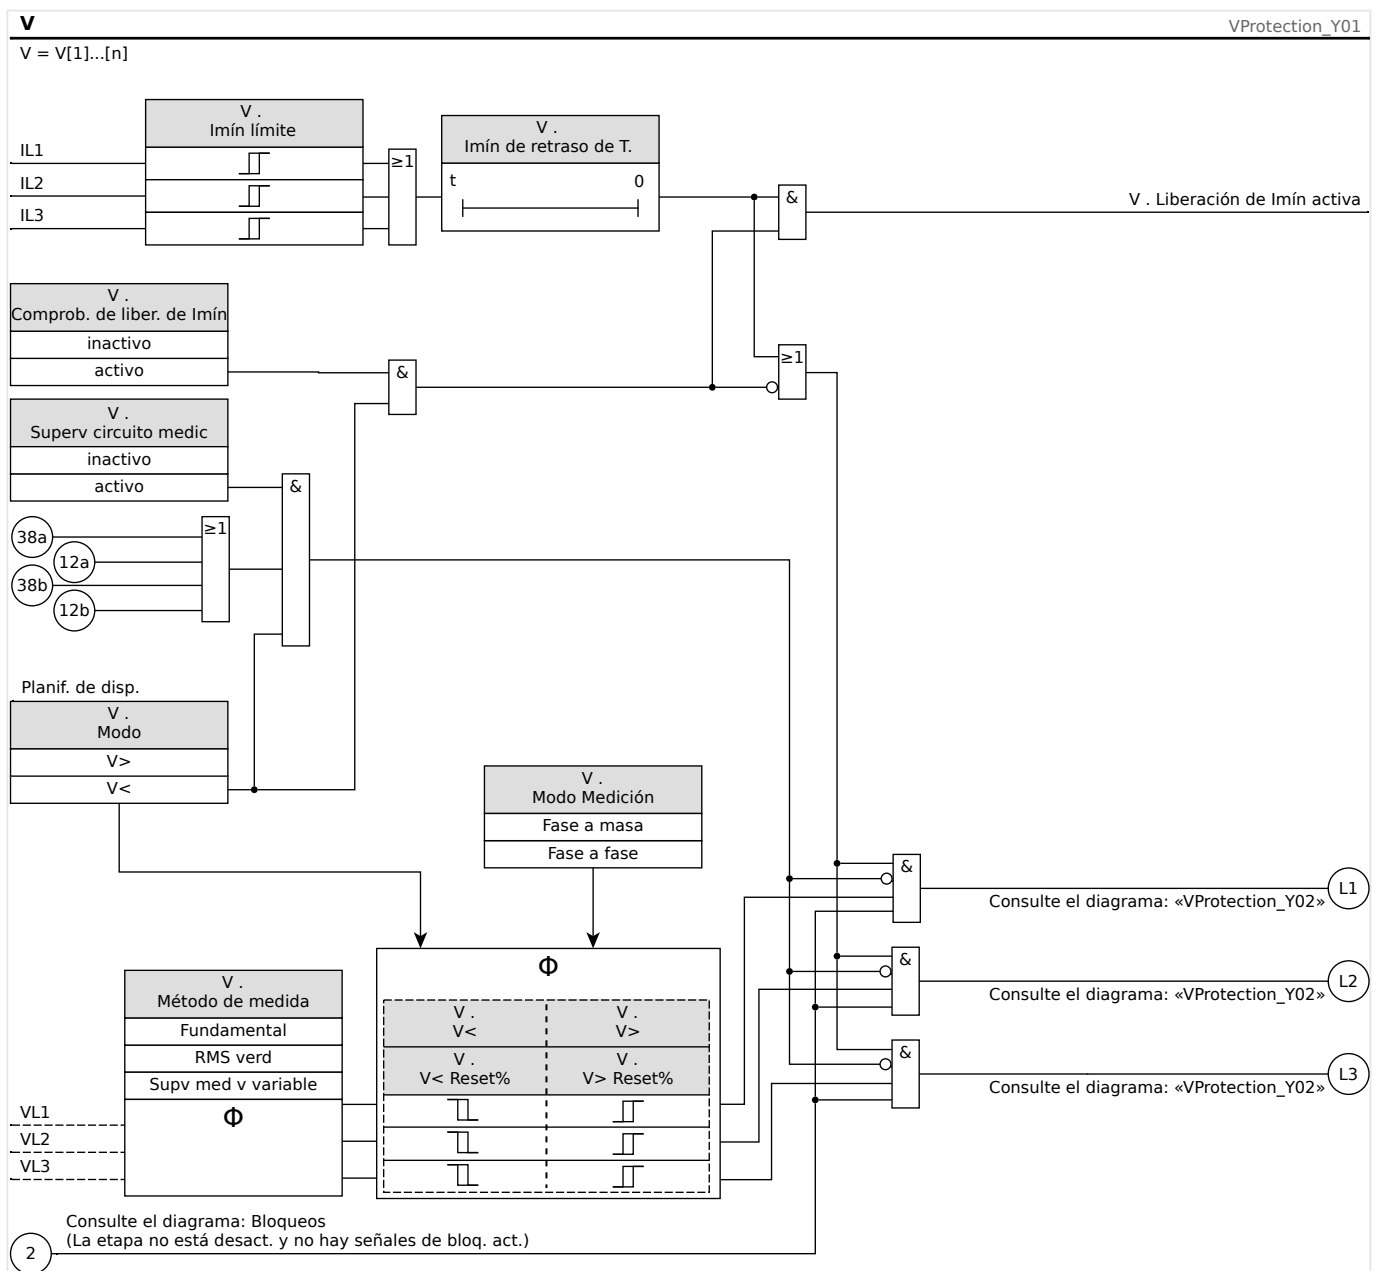 V
VProtection_Y01
V = V[1]...[n]
V .
Imín límite
IL1
IL2
IL3
≥1
V .
Imín de retraso de T.
t
0
&
V . Liberación de Imín activa
V .
Comprob. de liber. de Imín
inactivo
activo
&
≥1
V .
Superv circuito medic
inactivo
activo
&
≥1
38a
12a
38b
12b
Planif. de disp.
V .
Modo
V>
V<
V .
Modo Medición
Fase a masa
Fase a fase
&
L1
Consulte el diagrama: «VProtection_Y02»
&
L2
Consulte el diagrama: «VProtection_Y02»
&
L3
Consulte el diagrama: «VProtection_Y02»
V .
Método de medida
Fundamental
RMS verd
Supv med v variable
Φ
VL1
VL2
VL3
Φ
V .
V<
V .
V>
V .
V< Reset%
V .
V> Reset%
Consulte el diagrama: Bloqueos
(La etapa no está desact. y no hay señales de bloq. act.)
2